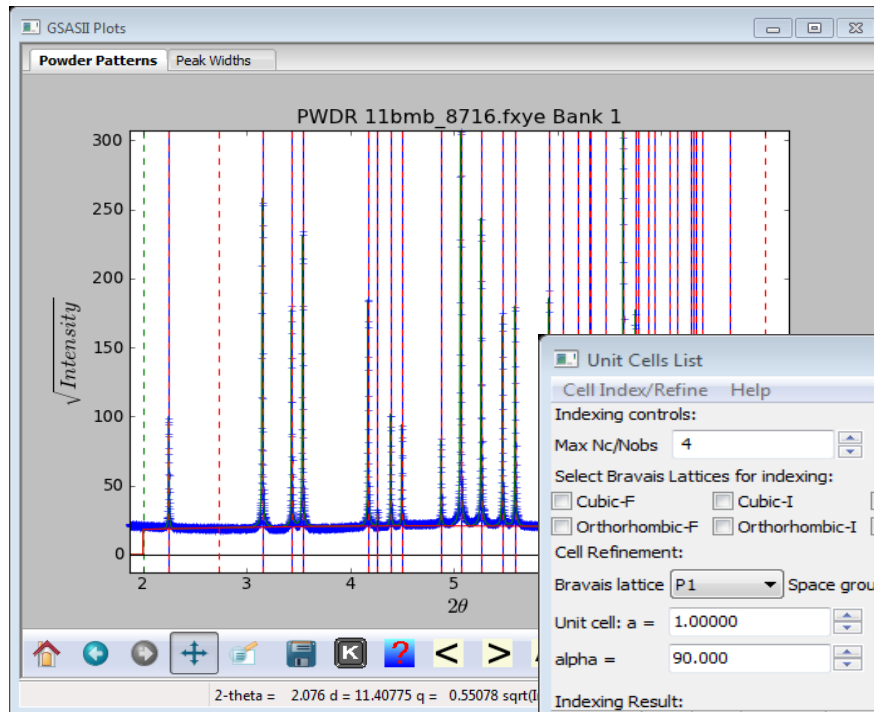 GSASII Plots
Powder Patterns Peak Widths
PWDR 11bmb_8716.fxye Bank 1
300
250
200
150
100
50
0
√Intensity
2 3 4 5
2θ
K ? < >
2-theta = 2.076 d = 11.40775 q = 0.55078 sqrt(I
Unit Cells List
Cell Index/Refine Help
Indexing controls:
Max Nc/Nobs 4
Select Bravais Lattices for indexing:
Cubic-F Cubic-I
Orthorhombic-F Orthorhombic-I
Cell Refinement:
Bravais lattice P1 Space grou
Unit cell: a = 1.00000
alpha = 90.000
Indexing Result: